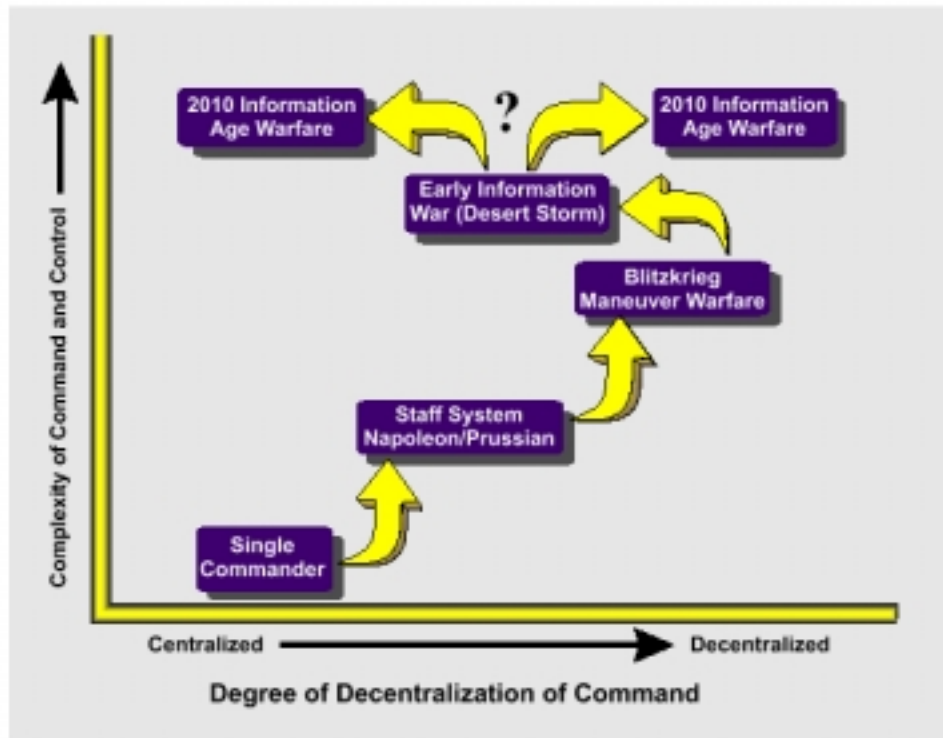 2010 Information
Age Warfare
?
2010 Information
Age Warfare
Early Information
War (Desert Storm)
Blitzkrieg
Maneuver Warfare
Staff System
Napoleon/Prussian
Single
Commander
Complexity of Command and Control
Centralized
Decentralized
Degree of Decentralization of Command